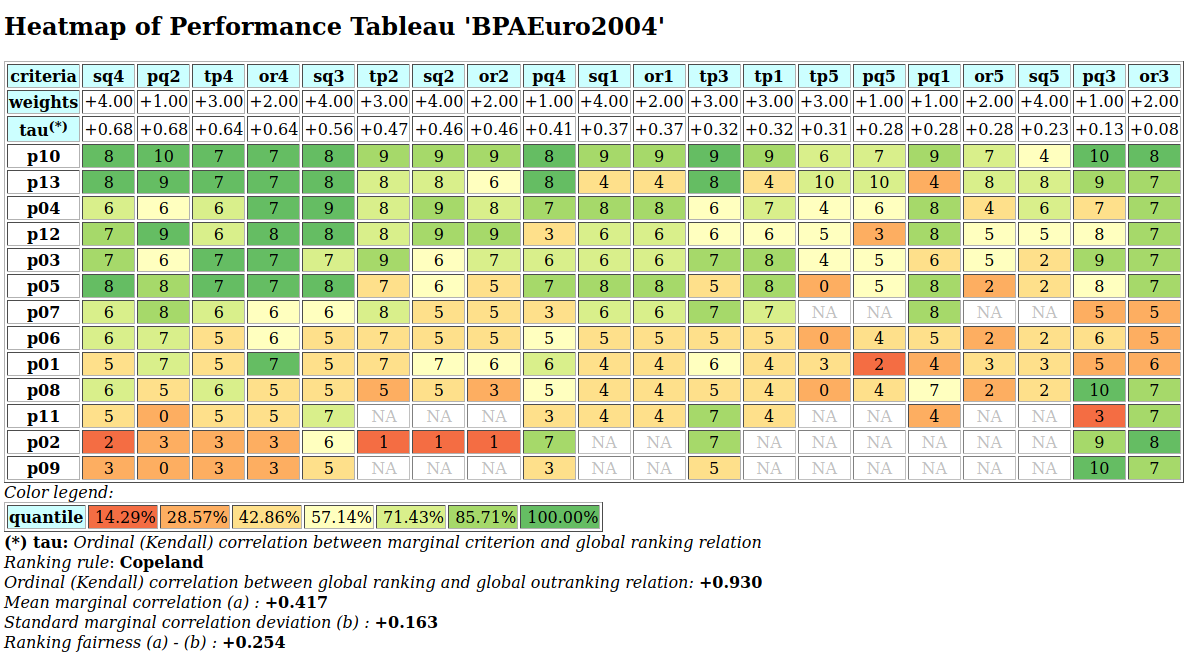 Heatmap of Performance Tableau 'BPAEuro2004'
criteria sq4 pq2 tp4 or4 sq3 tp2 sq2 or2 pq4 sq1 or1 tp3 tp1 tp5 pq5 pq1 or5 sq5 pq3 or3
weights +4.00 +1.00 +3.00 +2.00 +4.00 +3.00 +4.00 +2.00 +1.00 +4.00 +2.00 +3.00 +3.00 +3.00 +1.00 +1.00 +2.00 +4.00 +1.00 +2.00
tau(*) +0.68 +0.68 +0.64 +0.64 +0.56 +0.47 +0.46 +0.46 +0.41 +0.37 +0.37 +0.32 +0.32 +0.31 +0.28 +0.28 +0.28 +0.23 +0.13 +0.08
p10 8 10 7 7 8 9 9 9 8 9 9 9 9 6 7 9 7 4 10 8
p13 8 9 7 7 8 8 8 6 8 4 4 8 4 10 10 4 8 8 9 7
p04 6 6 6 7 9 8 9 8 7 8 8 6 7 4 6 8 4 6 7 7
p12 7 9 6 8 8 8 9 9 3 6 6 6 6 5 3 8 5 5 8 7
p03 7 6 7 7 7 9 6 7 6 6 6 7 8 4 5 6 5 2 9 7
p05 8 8 7 7 8 7 6 5 7 8 8 5 8 0 5 8 2 2 8 7
p07 6 8 6 6 6 8 5 5 3 6 6 7 7 NA NA 8 NA NA 5 5
p06 6 7 5 6 5 7 5 5 5 5 5 5 5 0 4 5 2 2 6 5
p01 5 7 5 7 5 7 7 6 6 4 4 6 4 3 2 4 3 3 5 6
p08 6 5 6 5 5 5 5 3 5 4 4 5 4 0 4 7 2 2 10 7
p11 5 0 5 5 7 NA NA NA 3 4 4 7 4 NA NA 4 NA NA 3 7
p02 2 3 3 3 6 1 1 1 7 NA NA 7 NA NA NA NA NA NA 9 8
p09 3 0 3 3 5 NA NA NA 3 NA NA 5 NA NA NA NA NA NA 10 7
Color legend:
quantile 14.29% 28.57% 42.86% 57.14% 71.43% 85.71% 100.00%
(*) tau: Ordinal (Kendall) correlation between marginal criterion and global ranking relation
Ranking rule: Copeland
Ordinal (Kendall) correlation between global ranking and global outranking relation: +0.930
Mean marginal correlation (a) : +0.417
Standard marginal correlation deviation (b) : +0.163
Ranking fairness (a) - (b) : +0.254